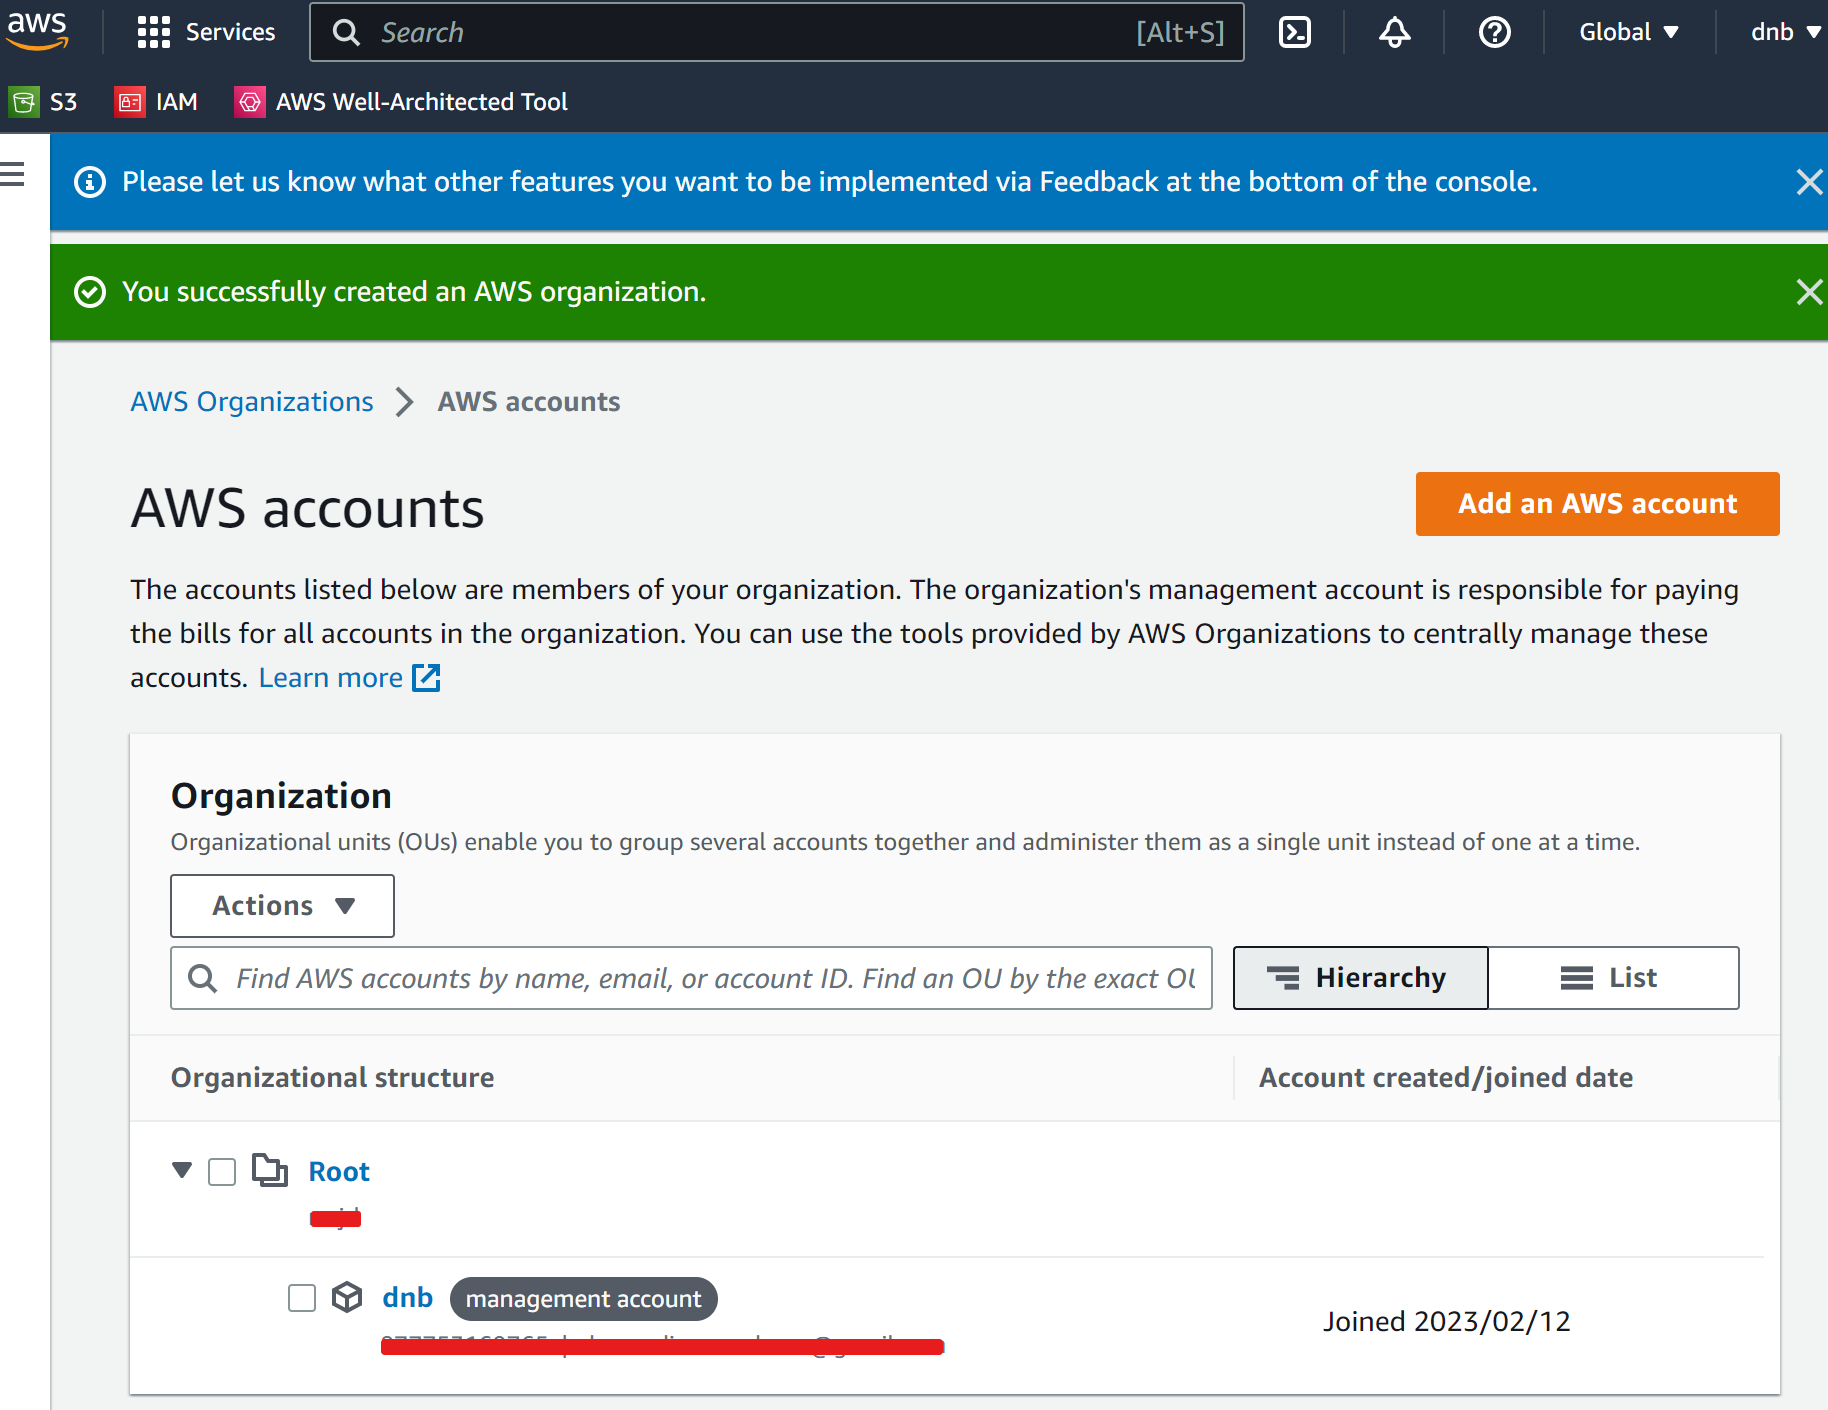 aws
Services
Search [Alt+S]
Global
dnb
S3
IAM
AWS Well-Architected Tool
Please let us know what other features you want to be implemented via Feedback at the bottom of the console.
You successfully created an AWS organization.
AWS Organizations
AWS accounts
AWS accounts
Add an AWS account
The accounts listed below are members of your organization. The organization's management account is responsible for paying
the bills for all accounts in the organization. You can use the tools provided by AWS Organizations to centrally manage these
accounts. Learn more
Organization
Organizational units (OUs) enable you to group several accounts together and administer them as a single unit instead of one at a time.
Actions
Find AWS accounts by name, email, or account ID. Find an OU by the exact OU
Hierarchy
List
Organizational structure
Account created/joined date
Root
dnb management account
Joined 2023/02/12